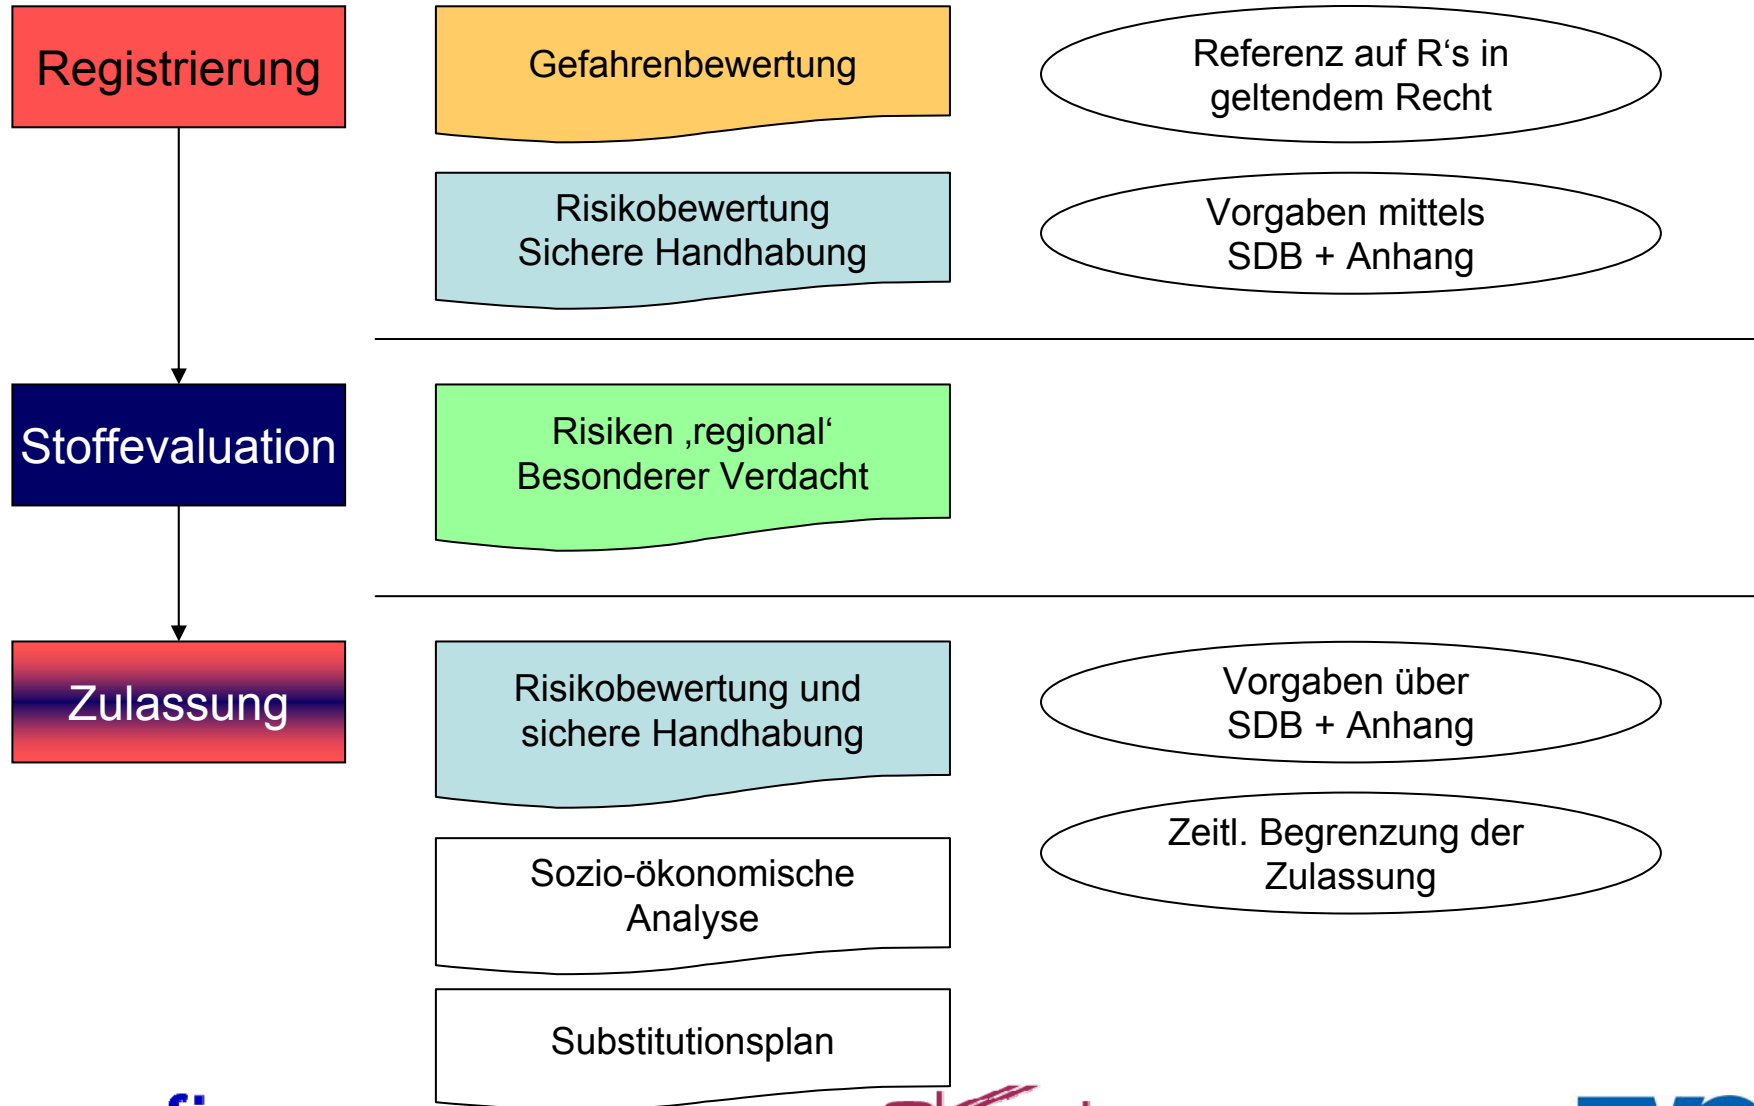 Registrierung
Gefahrenbewertung
Referenz auf R‘s in
geltendem Recht
Risikobewertung
Sichere Handhabung
Vorgaben mittels
SDB + Anhang
Stoffevaluation
Risiken ‚regional‘
Besonderer Verdacht
Zulassung
Risikobewertung und
sichere Handhabung
Vorgaben über
SDB + Anhang
Sozio-ökonomische
Analyse
Zeitl. Begrenzung der
Zulassung
Substitutionsplan